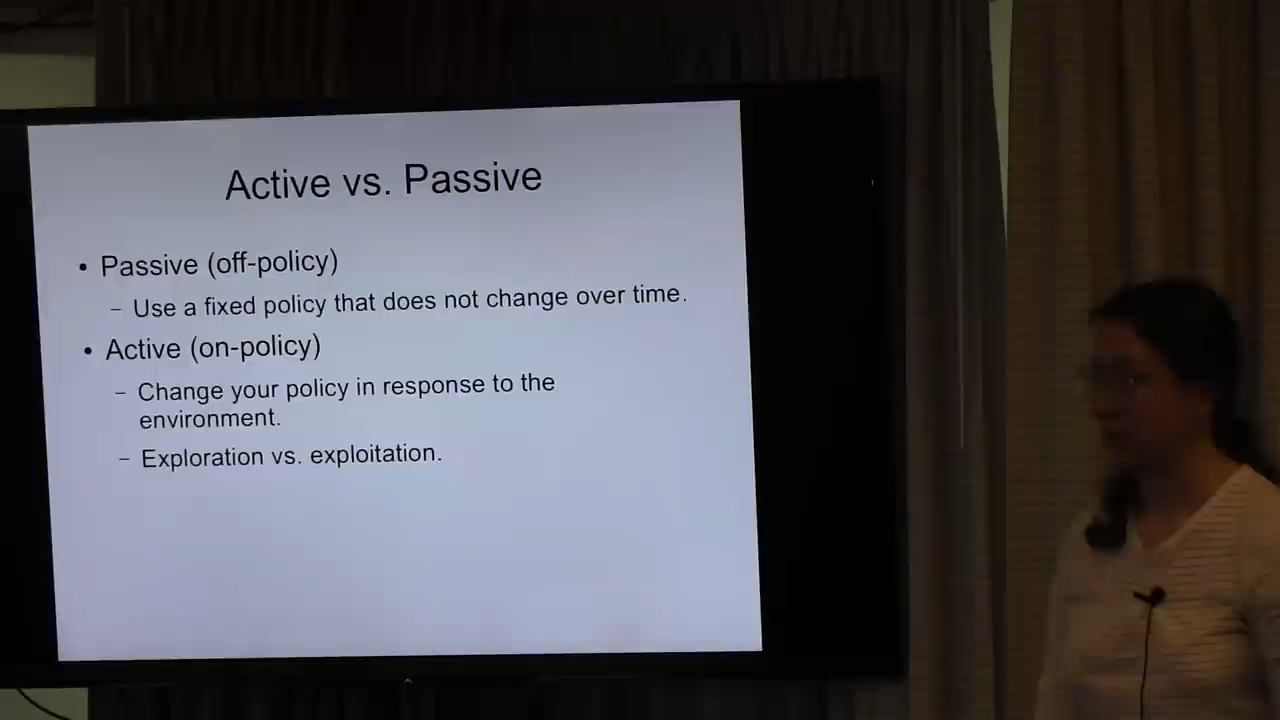 Active vs. Passive
• Passive (off-policy)
– Use a fixed policy that does not change over time.
• Active (on-policy)
– Change your policy in response to the
environment.
– Exploration vs. exploitation.